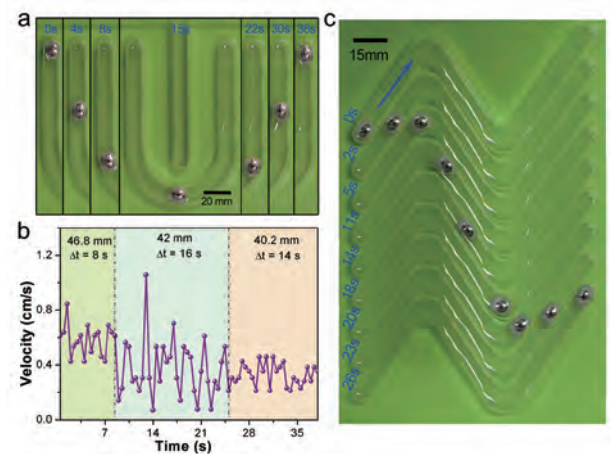 a
0s 4s 8s 15s 22s 30s 36s
20 mm
b
46.8 mm
Δt = 8 s
42 mm
Δt = 16 s
40.2 mm
Δt = 14 s
Velocity (cm/s)
1.2
0.8
0.4
0.0
7 14 21 28 35
Time (s)
c
15mm
0s
2s
5s
11s
14s
18s
20s
23s
26s